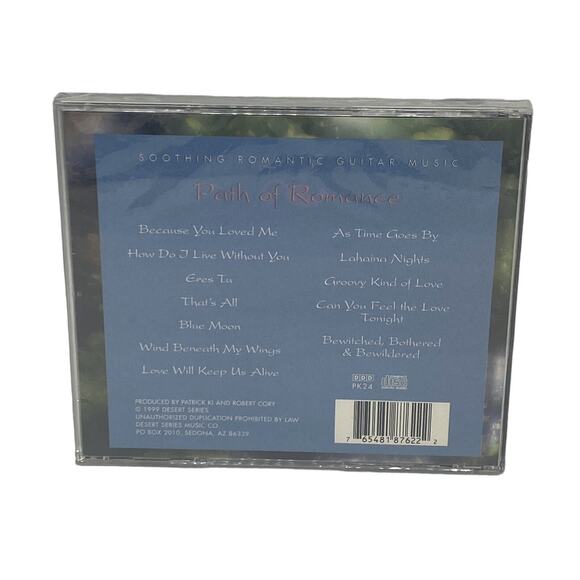 SOOTHING ROMANTIC GUITAR MUSIC
Path of Romance
Because You Loved Me
How Do I Live Without You
Eres Tu
That's All
Blue Moon
Wind Beneath My Wings
Love Will Keep Us Alive
As Time Goes By
Lahaina Nights
Groovy Kind of Love
Can You Feel the Love
Tonight
Bewitched, Bothered
& Bewildered
DDD
PK24
PRODUCED BY PATRICK KI AND ROBERT CORY
© 1999 DESERT SERIES
UNAUTHORIZED DUPLICATION PROHIBITED BY LAW
DESERT SERIES MUSIC CO
PO BOX 2010, SEDONA, AZ 86339
7 65481 87622 2